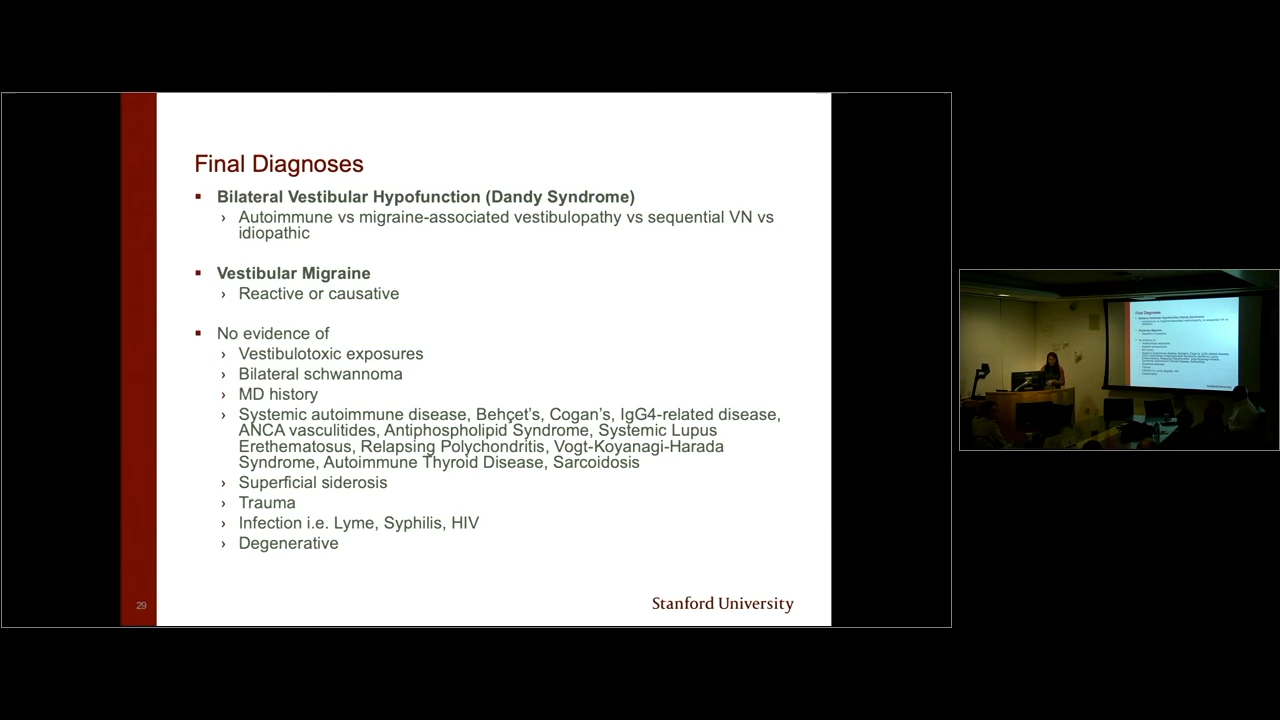 Final Diagnoses
▪ Bilateral Vestibular Hypofunction (Dandy Syndrome)
› Autoimmune vs migraine-associated vestibulopathy vs sequential VN vs
idiopathic
▪ Vestibular Migraine
› Reactive or causative
▪ No evidence of
› Vestibulotoxic exposures
› Bilateral schwannoma
› MD history
› Systemic autoimmune disease, Behçet's, Cogan's, IgG4-related disease,
ANCA vasculitides, Antiphospholipid Syndrome, Systemic Lupus
Erethematosus, Relapsing Polychondritis, Vogt-Koyanagi-Harada
Syndrome, Autoimmune Thyroid Disease, Sarcoidosis
› Superficial siderosis
› Trauma
› Infection i.e. Lyme, Syphilis, HIV
› Degenerative
29
Stanford University
Final Diagnoses